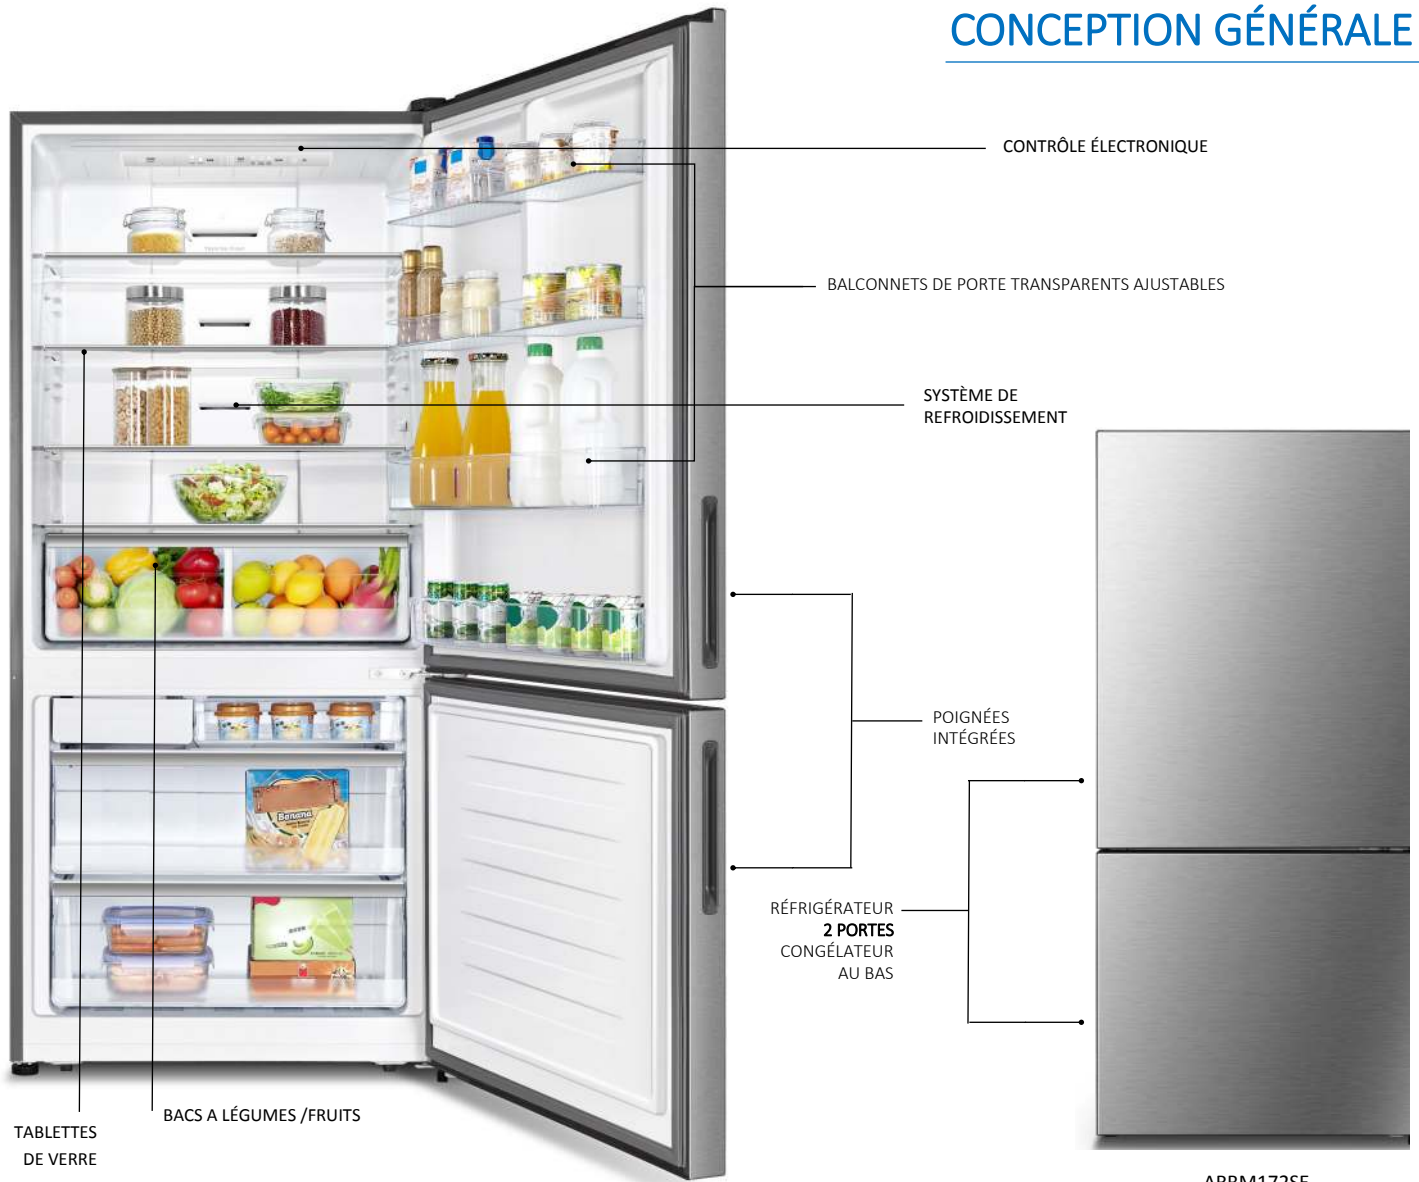 CONCEPTION GÉNÉRALE
CONTRÔLE ÉLECTRONIQUE
BALCONNETS DE PORTE TRANSPARENTS AJUSTABLES
SYSTÈME DE
REFROIDISSEMENT
POIGNÉES
INTÉGRÉES
RÉFRIGÉRATEUR
2 PORTES
CONGÉLATEUR
AU BAS
BACS A LÉGUMES /FRUITS
TABLETTES
DE VERRE
Banana